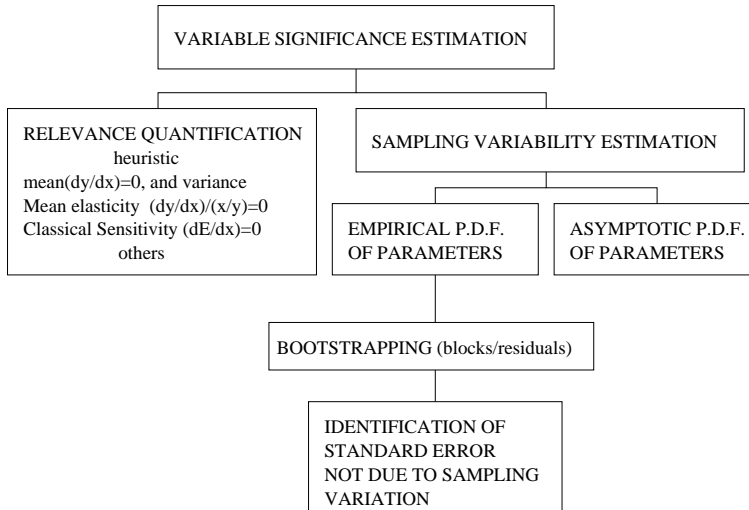 VARIABLE SIGNIFICANCE ESTIMATION
RELEVANCE QUANTIFICATION
heuristic
mean(dy/dx)=0, and variance
Mean elasticity (dy/dx)/(x/y)=0
Classical Sensitivity (dE/dx)=0
others
SAMPLING VARIABILITY ESTIMATION
EMPIRICAL P.D.F.
OF PARAMETERS
ASYMPTOTIC P.D.F
OF PARAMETERS
BOOTSTRAPPING (blocks/residuals)
IDENTIFICATION OF
STANDARD ERROR
NOT DUE TO SAMPLING
VARIATION